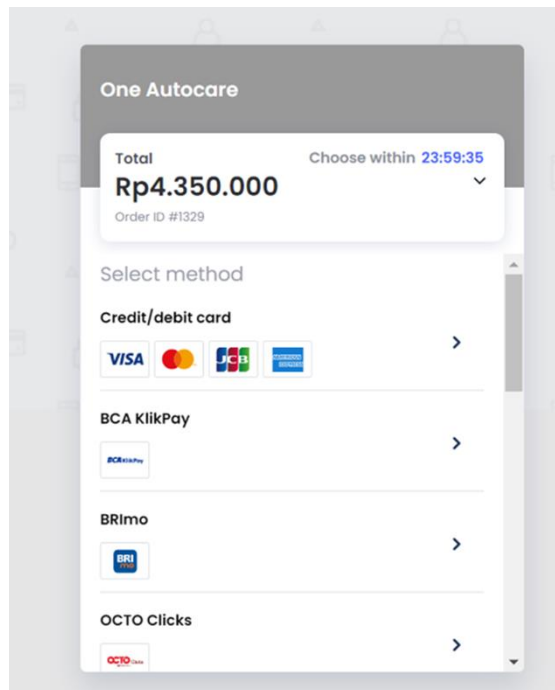 One Autocare
Total
Choose within 23:59:35
Rp4.350.000
Order ID #1329
Select method
Credit/debit card
VISA
JCB
BCA KlikPay
BCA KlikPay
BRImo
BRI
mo
OCTO Clicks
OCTO Clicks